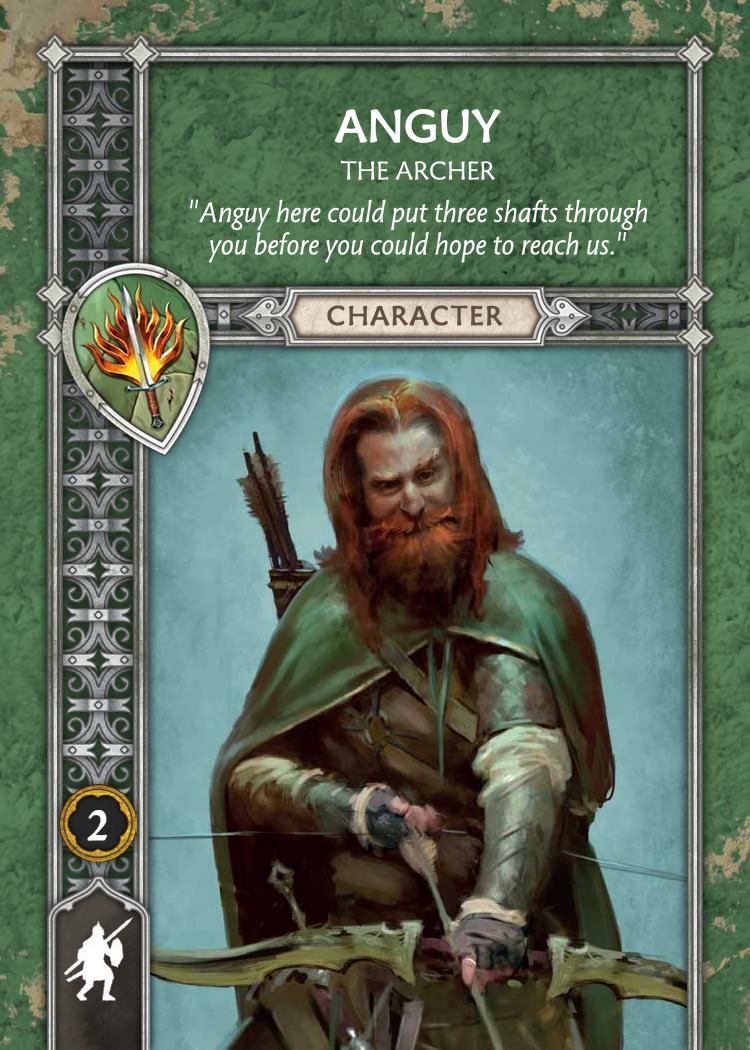 ANGUY
THE ARCHER
"Anguy here could put three shafts through
you before you could hope to reach us."
CHARACTER
2